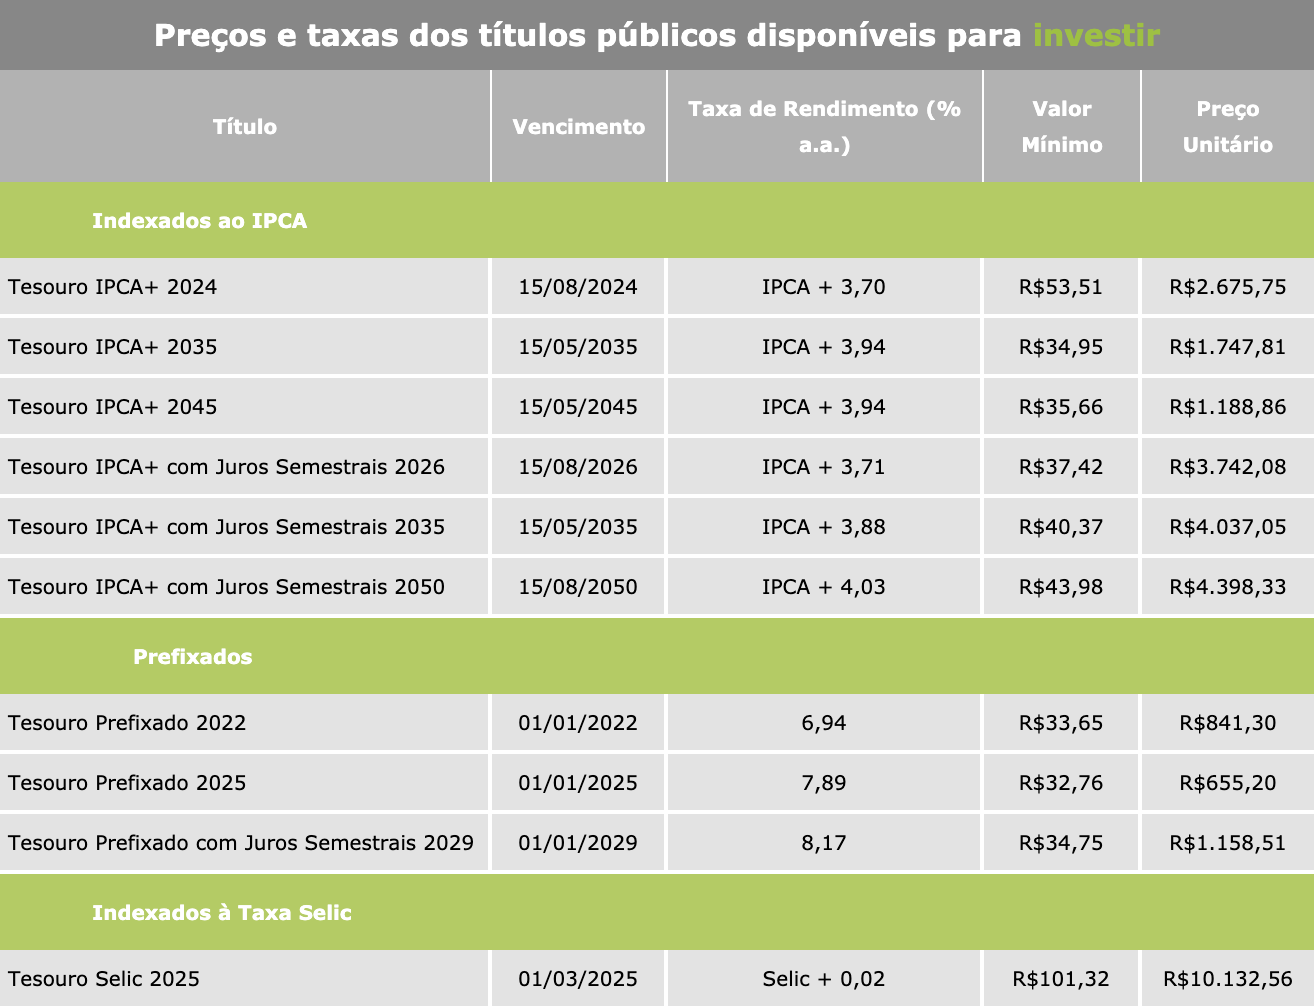 Preços e taxas dos títulos públicos disponíveis para investir
Título Vencimento Taxa de Rendimento (% a.a.) Valor Mínimo Preço Unitário
Indexados ao IPCA
Tesouro IPCA+ 2024 15/08/2024 IPCA + 3,70 R$53,51 R$2.675,75
Tesouro IPCA+ 2035 15/05/2035 IPCA + 3,94 R$34,95 R$1.747,81
Tesouro IPCA+ 2045 15/05/2045 IPCA + 3,94 R$35,66 R$1.188,86
Tesouro IPCA+ com Juros Semestrais 2026 15/08/2026 IPCA + 3,71 R$37,42 R$3.742,08
Tesouro IPCA+ com Juros Semestrais 2035 15/05/2035 IPCA + 3,88 R$40,37 R$4.037,05
Tesouro IPCA+ com Juros Semestrais 2050 15/08/2050 IPCA + 4,03 R$43,98 R$4.398,33
Prefixados
Tesouro Prefixado 2022 01/01/2022 6,94 R$33,65 R$841,30
Tesouro Prefixado 2025 01/01/2025 7,89 R$32,76 R$655,20
Tesouro Prefixado com Juros Semestrais 2029 01/01/2029 8,17 R$34,75 R$1.158,51
Indexados à Taxa Selic
Tesouro Selic 2025 01/03/2025 Selic + 0,02 R$101,32 R$10.132,56